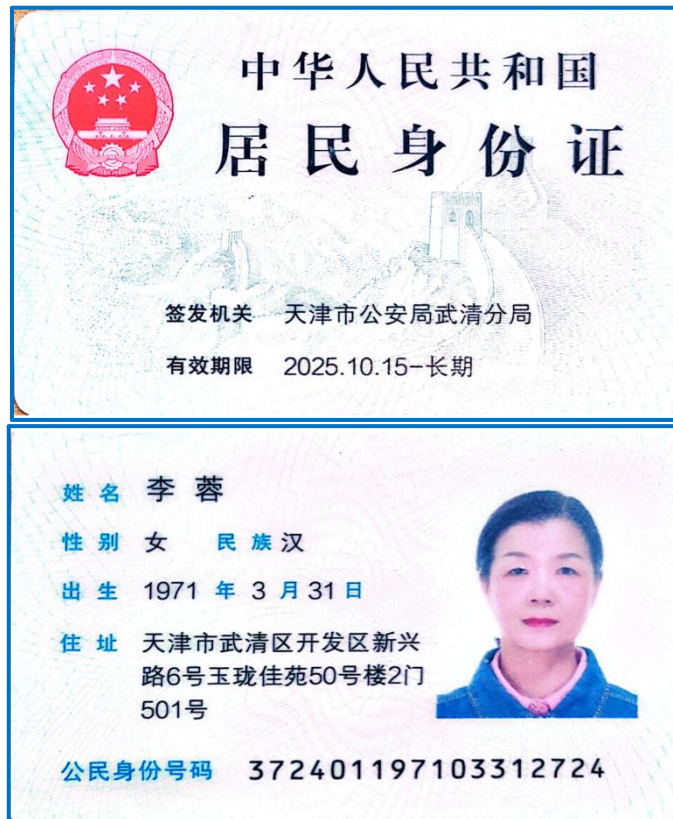 中华人民共和国
居民身份证
签发机关 天津市公安局武清分局
有效期限 2025.10.15-长期
姓名 李蓉
性别 女 民族 汉
出生 1971 年 3 月 31 日
住址 天津市武清区开发区新兴
路6号玉珑佳苑50号楼2门
501号
公民身份号码 372401197103312724